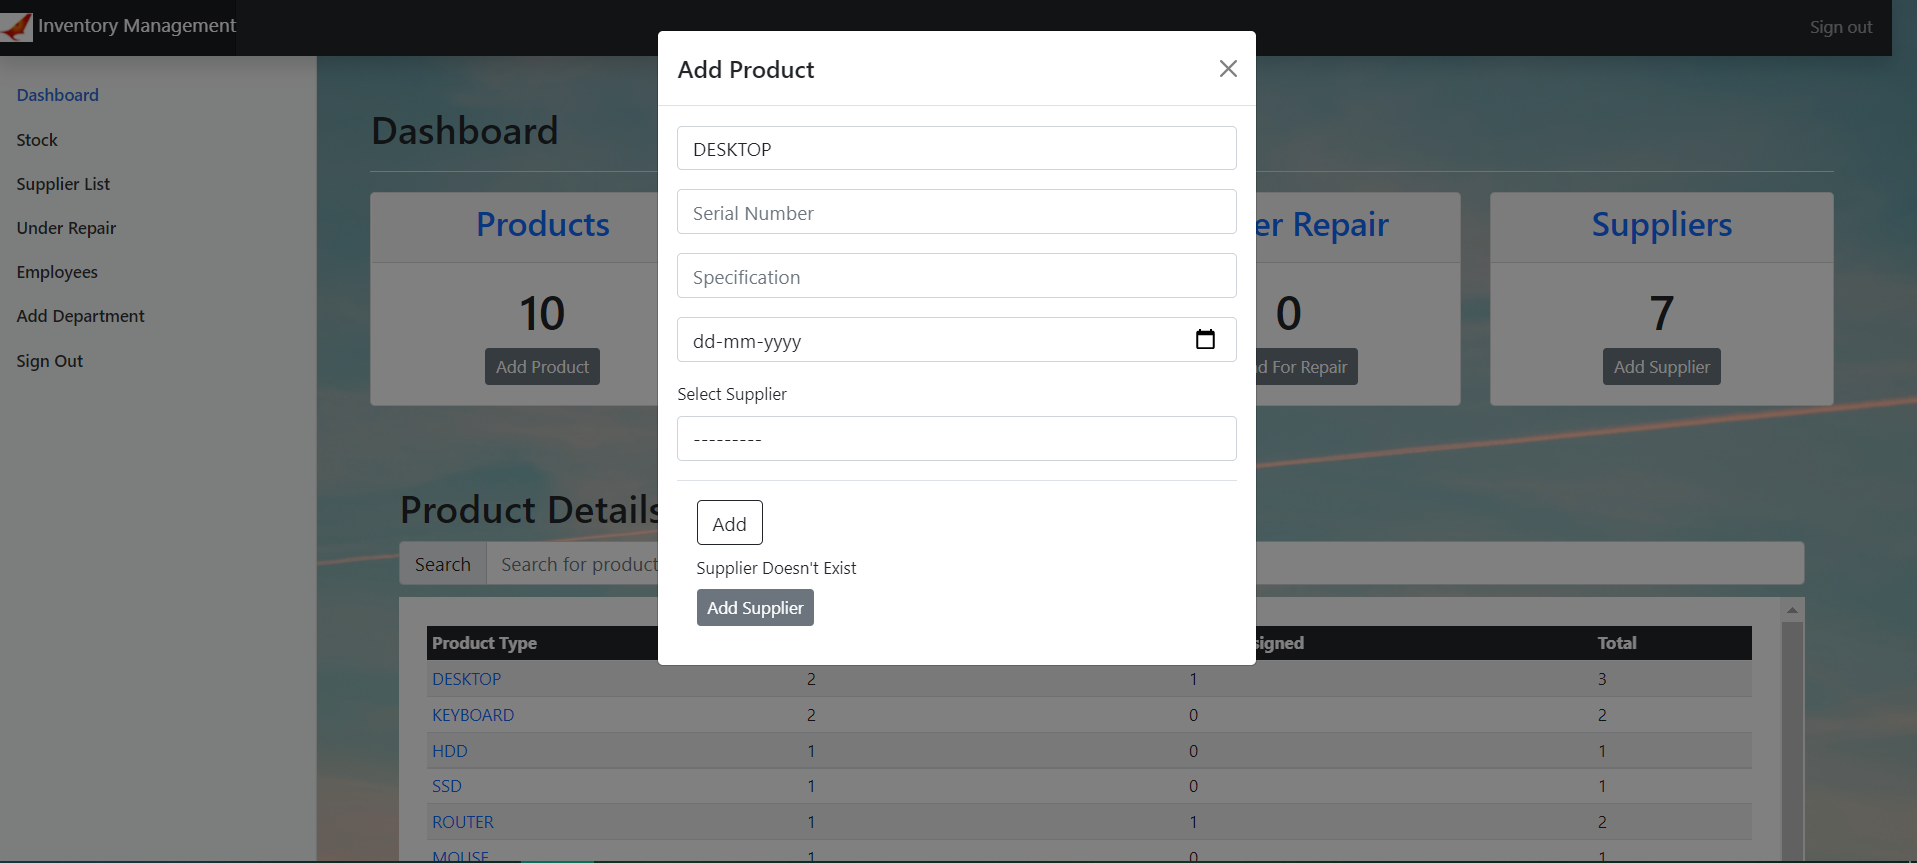 Inventory Management
Sign out
Dashboard
Stock
Supplier List
Under Repair
Employees
Add Department
Sign Out
Dashboard
Products
10
Add Product
er Repair
0
d For Repair
Suppliers
7
Add Supplier
Add Product
DESKTOP
Serial Number
Specification
dd-mm-yyyy
Select Supplier
---------
Add
Supplier Doesn't Exist
Add Supplier
Product Details
Search Search for product
Product Type signed Total
DESKTOP 2 1 3
KEYBOARD 2 0 2
HDD 1 0 1
SSD 1 0 1
ROUTER 1 1 2
MOUSE 1 0 1